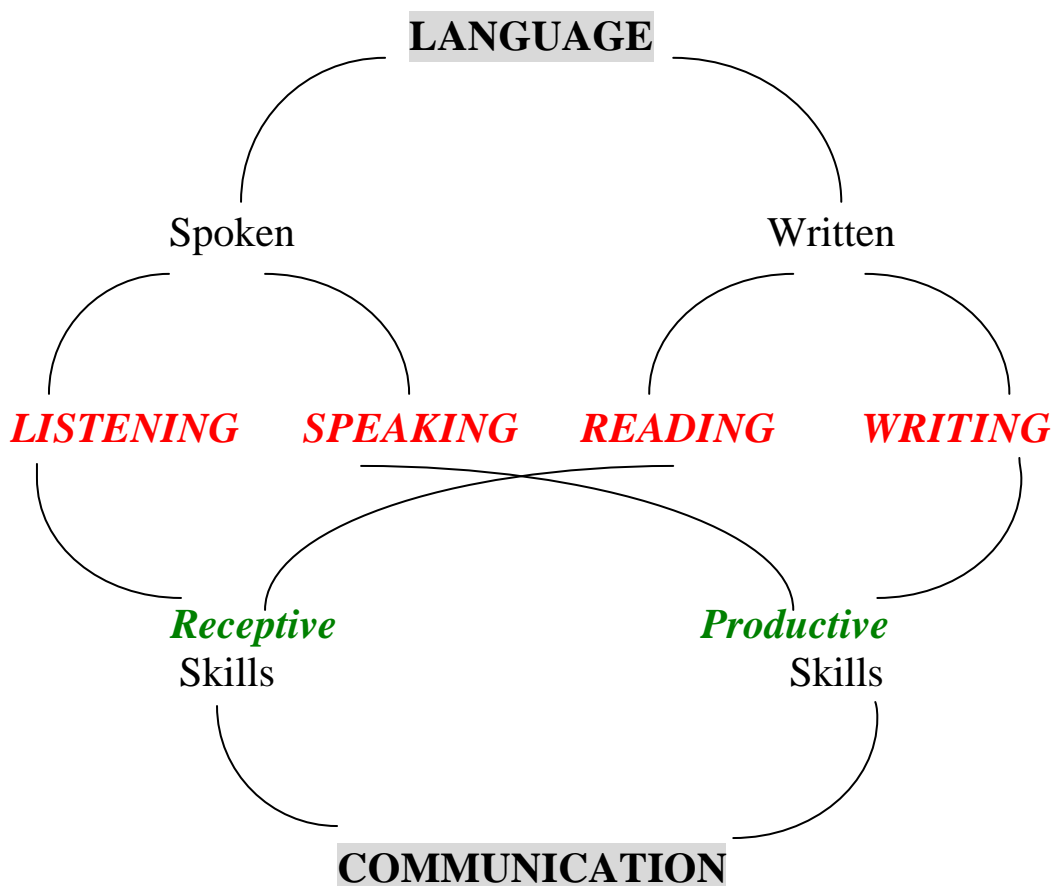 LANGUAGE
Spoken Written
LISTENING SPEAKING READING WRITING
Receptive Productive
Skills Skills
COMMUNICATION